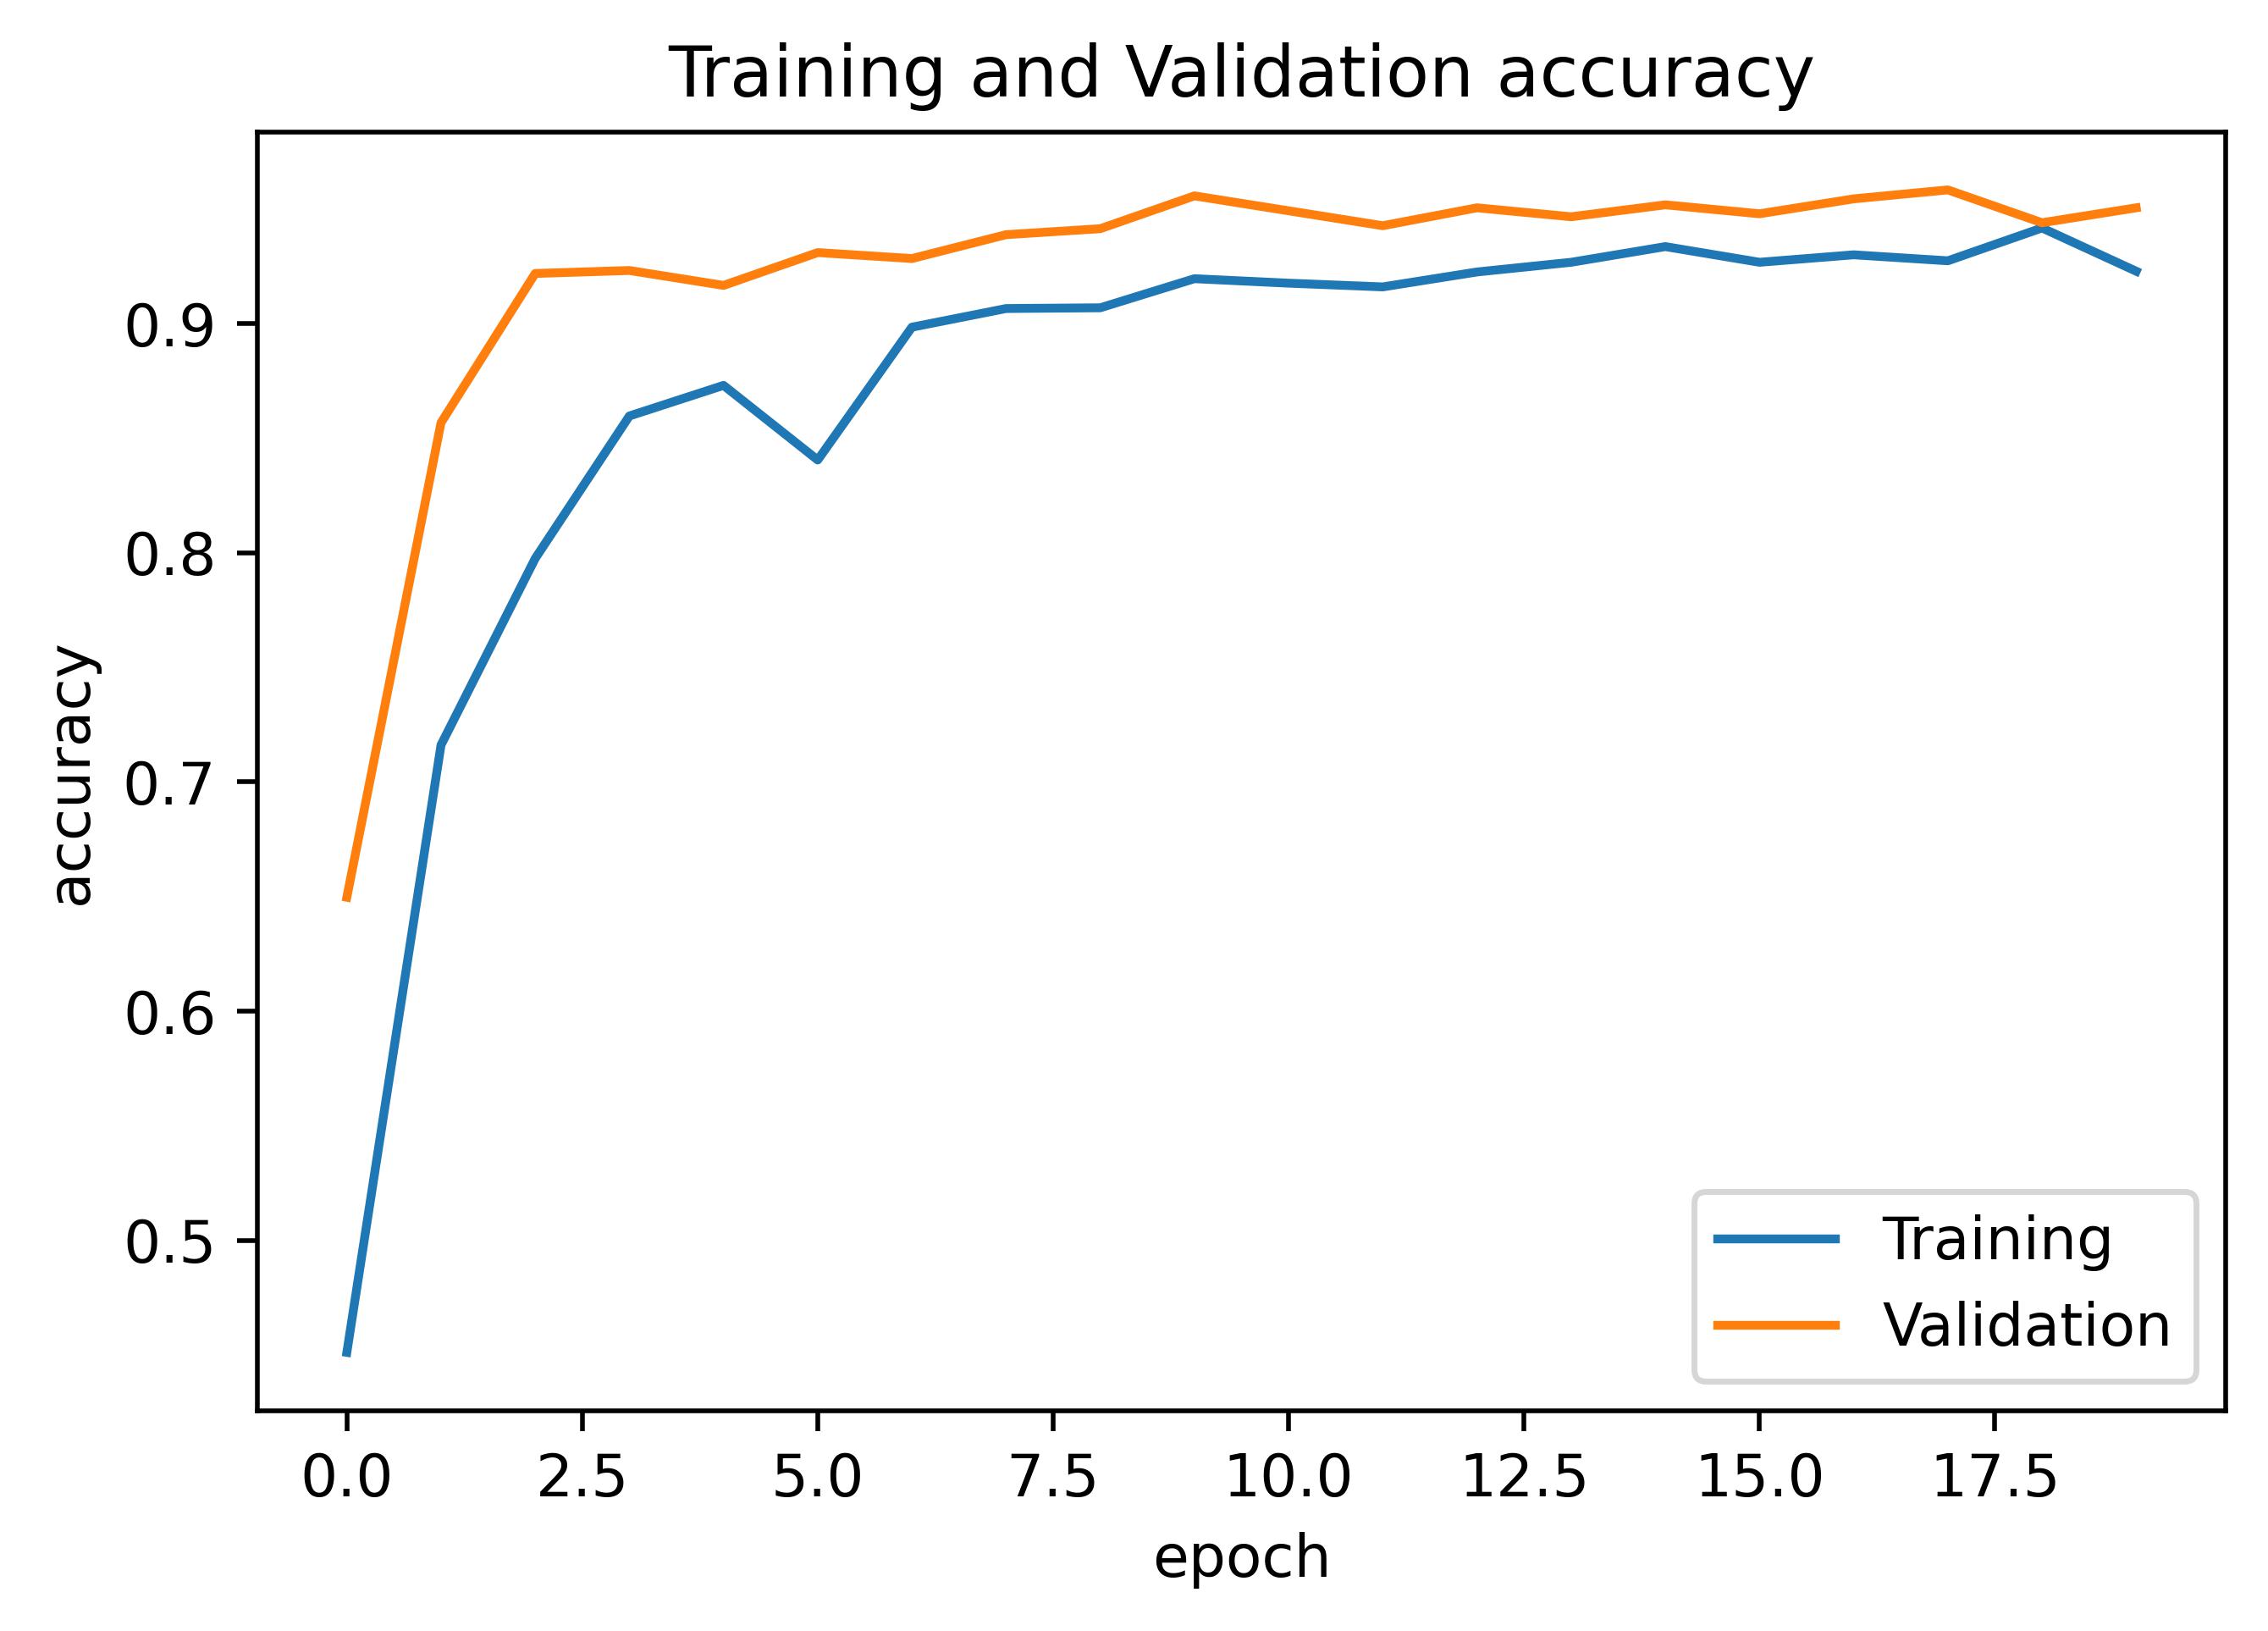 Training and Validation accuracy
accuracy
0.9
0.8
0.7
0.6
0.5
Training
Validation
0.0 2.5 5.0 7.5 10.0 12.5 15.0 17.5
epoch